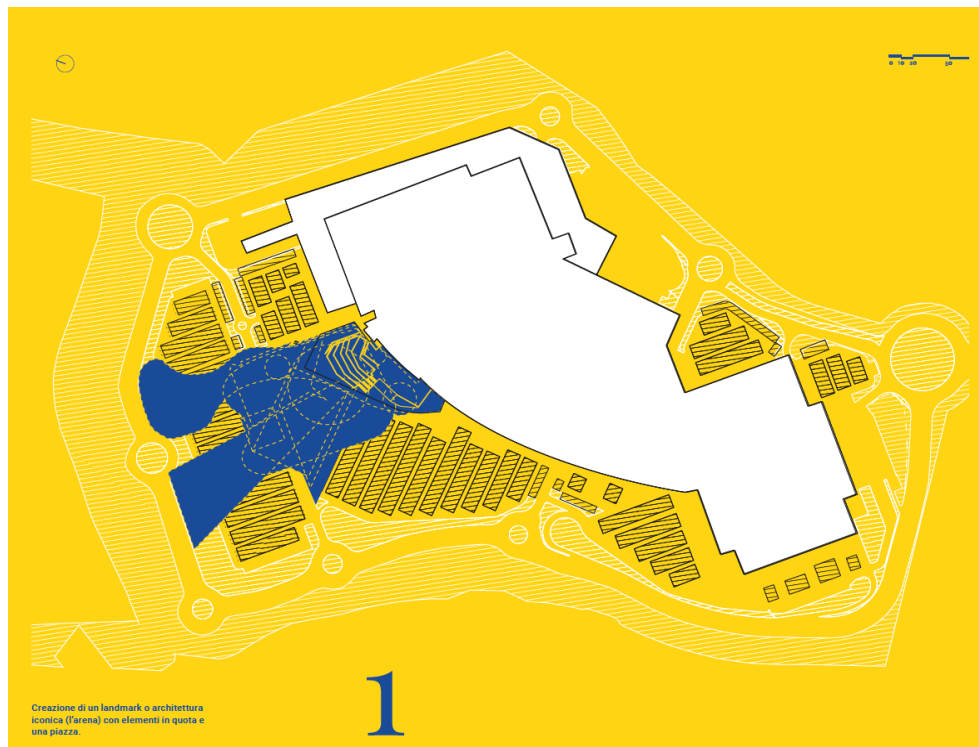 0 10 20 50
1
Creazione di un landmark o architettura
iconica (l'arena) con elementi in quota e
una piazza.